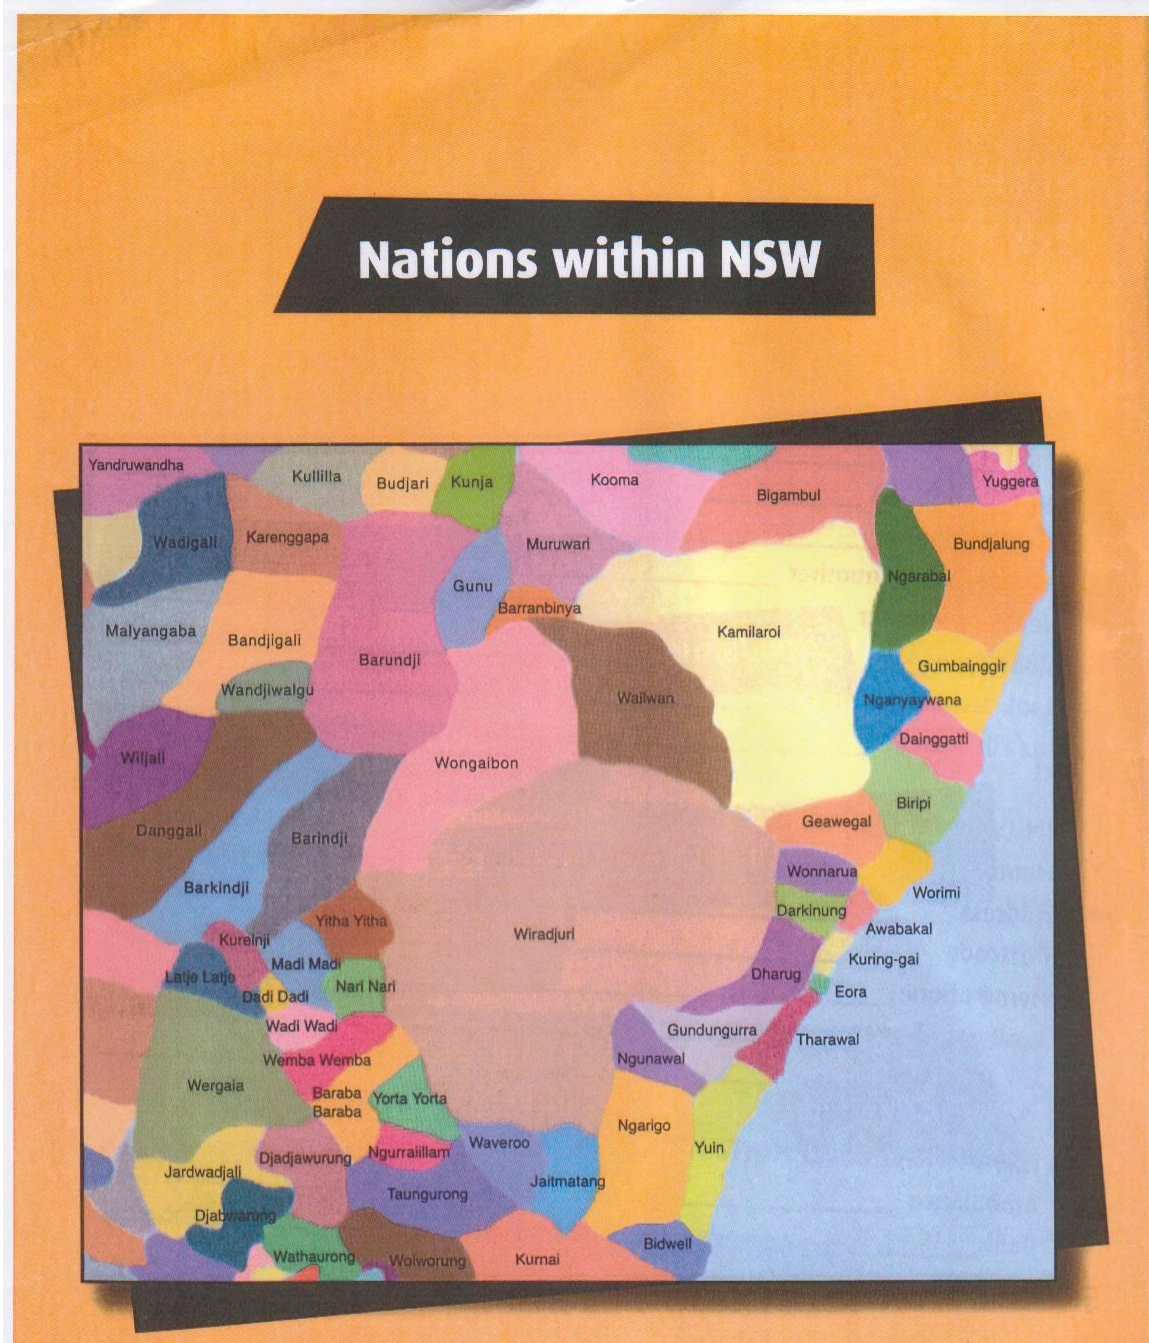 Nations within NSW
Yandruwandha
Kullilla
Budjari
Kunja
Kooma
Bigambul
Yuggera
Wadigali
Karenggapa
Muruwari
Bundjalung
Gunu
Ngarabal
Barranbinya
Malyangaba
Bandjigali
Kamilaroi
Barundji
Gumbainggir
Wandjiwalgu
Wailwan
Nganyaywana
Dainggatti
Wiljali
Wongaibon
Biripi
Danggali
Barindji
Geawegal
Wonnarua
Barkindji
Worimi
Darkinung
Yitha Yitha
Awabakal
Wiradjuri
Kureinji
Kuring-gai
Madi Madi
Latje Latje
Dharug
Nari Nari
Dadi Dadi
Eora
Wadi Wadi
Gundungurra
Tharawal
Wemba Wemba
Ngunawal
Wergaia
Baraba
Baraba
Yorta Yorta
Ngarigo
Yuin
Waveroo
Ngurraiillam
Djadjawurung
Jardwadjali
Jaitmatang
Taungurong
Djabwarung
Bidwell
Wathaurong
Wolworung
Kurnai